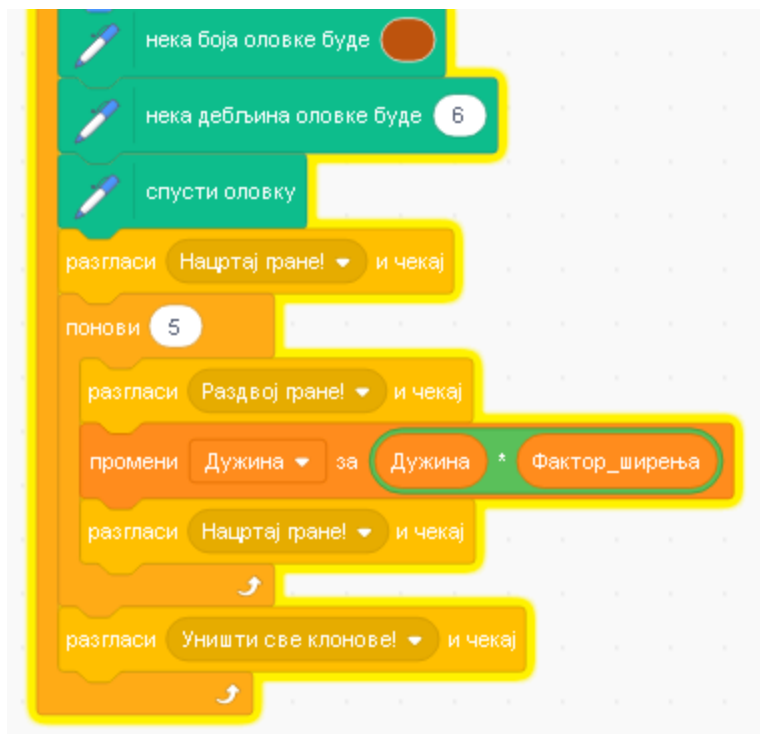 нека боја оловке буде
нека дебљина оловке буде 6
спусти оловку
разгласи Нацртај гране! и чекај
понови 5
разгласи Раздвој гране! и чекај
промени Дужина за Дужина * Фактор_ширења
разгласи Нацртај гране! и чекај
разгласи Уништи све клонове! и чекај